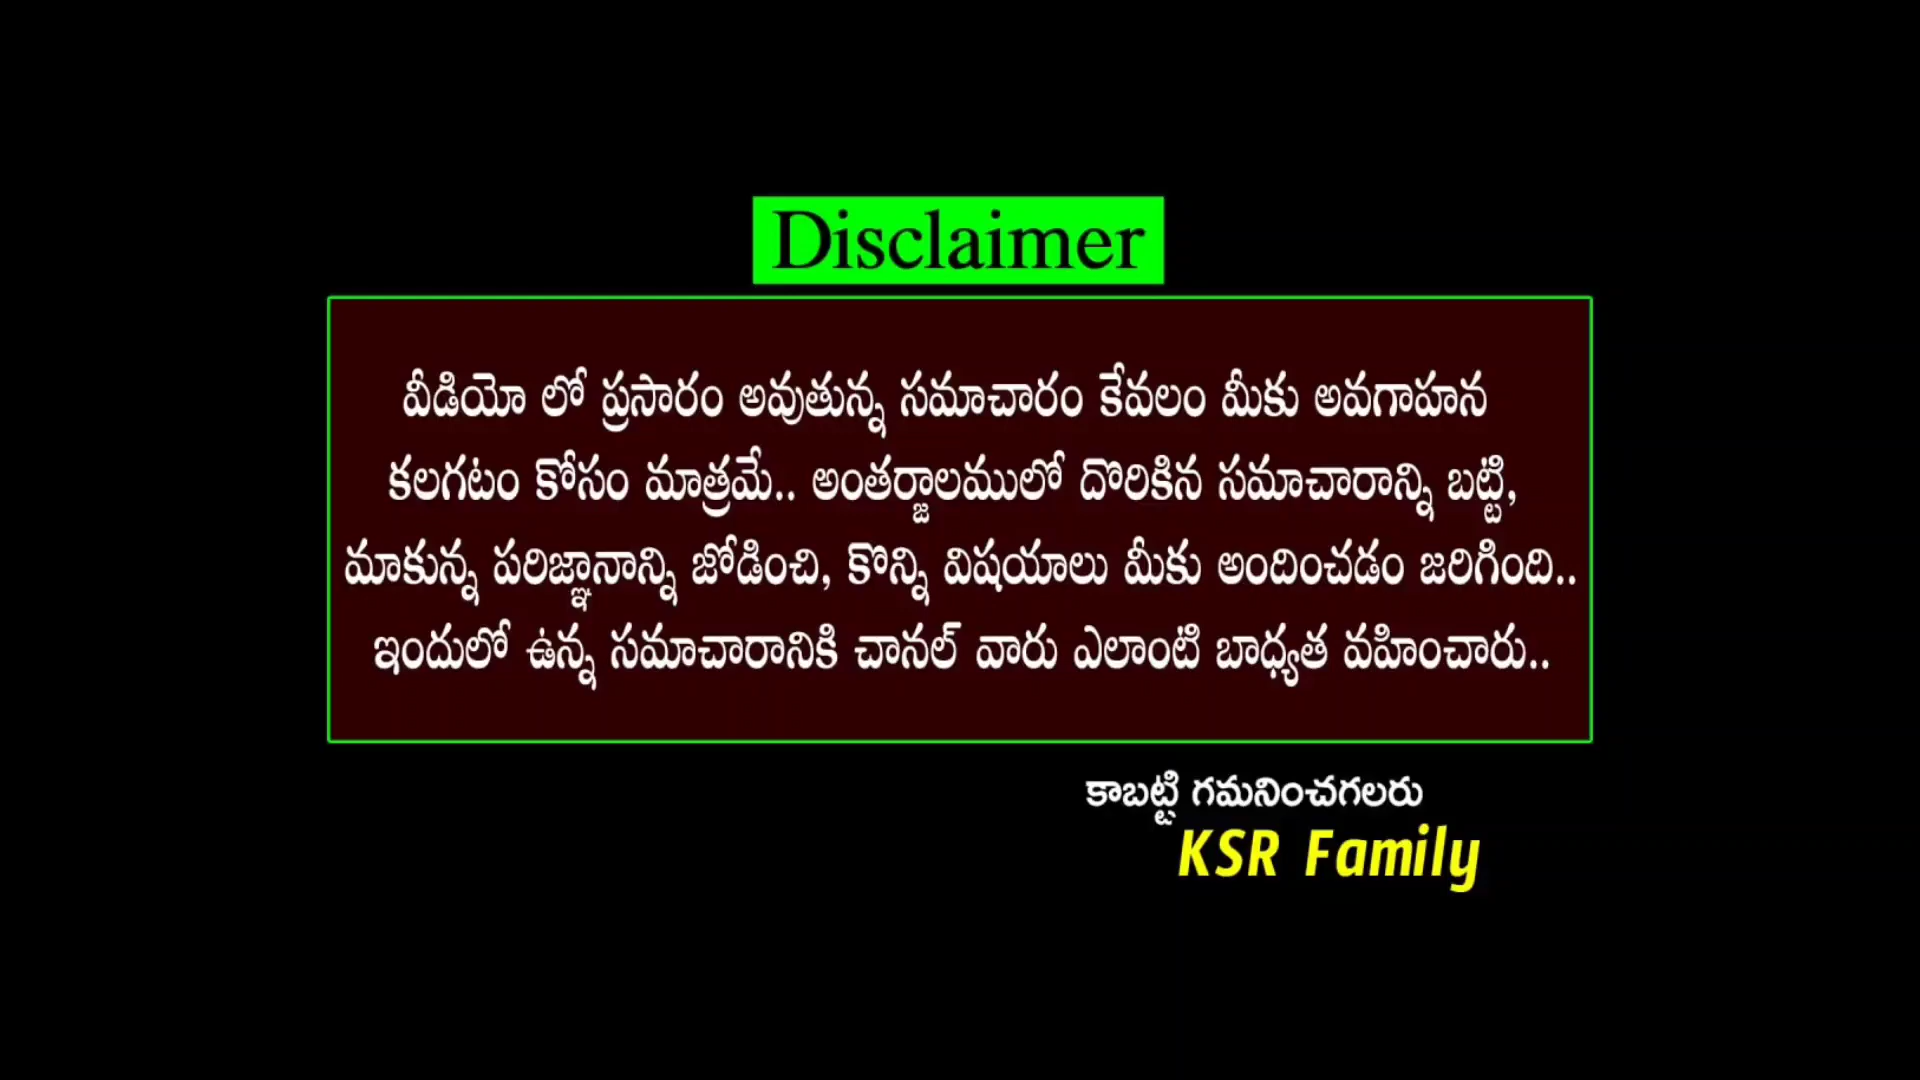 Disclaimer
వీడియో లో ప్రసారం అవుతున్న సమాచారం కేవలం మీకు అవగాహన
కలగటం కోసం మాత్రమే.. అంతర్జాలములో దొరికిన సమాచారాన్ని బట్టి,
మాకున్న పరిజ్ఞానాన్ని జోడించి, కొన్ని విషయాలు మీకు అందించడం జరిగింది..
ఇందులో ఉన్న సమాచారానికి చానల్ వారు ఎలాంటి బాధ్యత వహించారు..
కాబట్టి గమనించగలరు
KSR Family